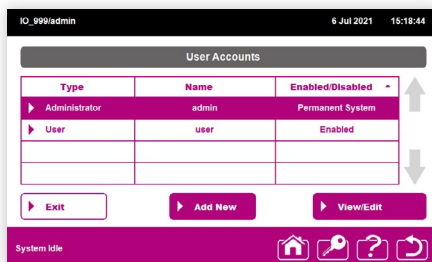 IO_999/admin 6 Jul 2021 15:18:44
User Accounts
Type Name Enabled/Disabled
Administrator admin Permanent System
User user Enabled
Exit Add New View/Edit
System Idle